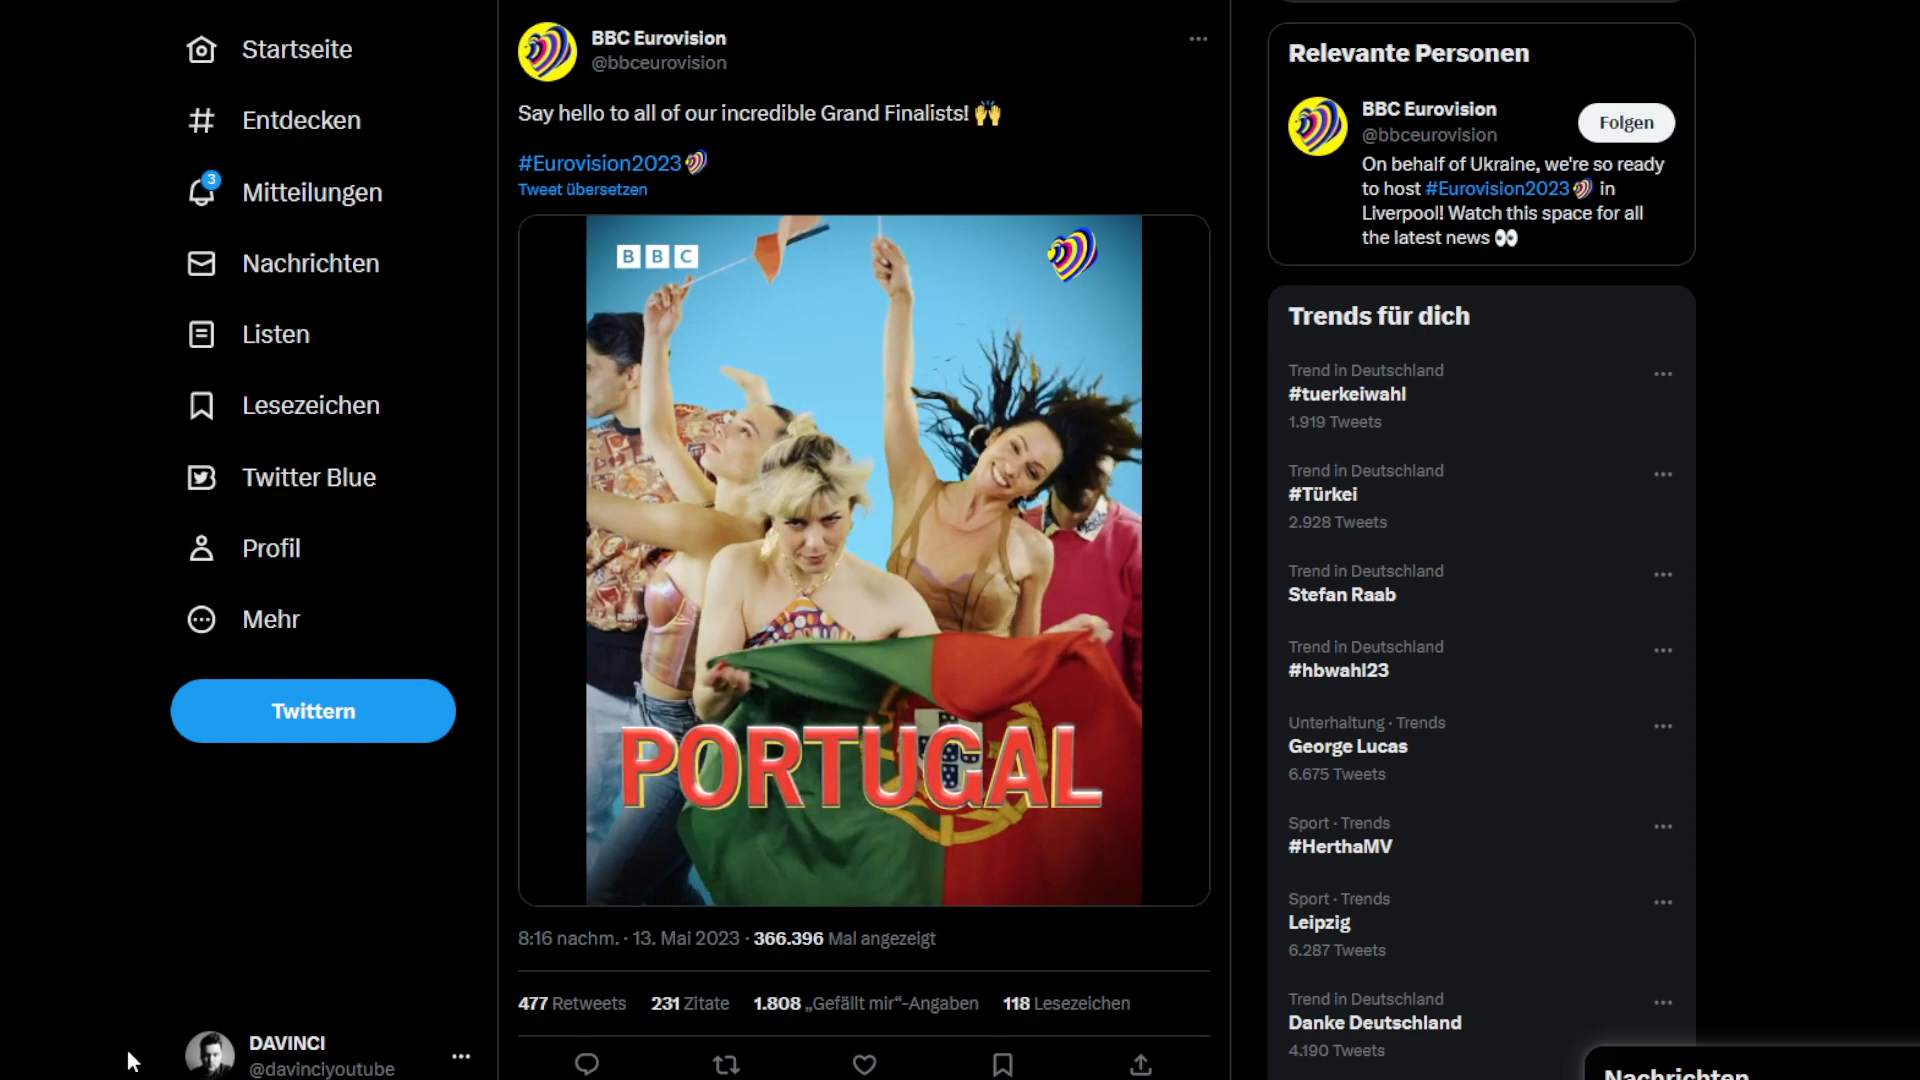 Startseite
Entdecken
3
Mitteilungen
Nachrichten
Listen
Lesezeichen
Twitter Blue
Profil
Mehr
Twittern
DAVINCI
@davinciyoutube
BBC Eurovision
@bbceurovision
Say hello to all of our incredible Grand Finalists! 🙌
#Eurovision2023
Tweet übersetzen
BBC
PORTUGAL
8:16 nachm. · 13. Mai 2023 · 366.396 Mal angezeigt
477 Retweets 231 Zitate 1.808 „Gefällt mir“-Angaben 118 Lesezeichen
Relevante Personen
BBC Eurovision
@bbceurovision
Folgen
On behalf of Ukraine, we're so ready
to host #Eurovision2023 in
Liverpool! Watch this space for all
the latest news 👀
Trends für dich
Trend in Deutschland
#tuerkeiwahl
1.919 Tweets
Trend in Deutschland
#Türkei
2.928 Tweets
Trend in Deutschland
Stefan Raab
Trend in Deutschland
#hbwahl23
Unterhaltung · Trends
George Lucas
6.675 Tweets
Sport · Trends
#HerthaMV
Sport · Trends
Leipzig
6.287 Tweets
Trend in Deutschland
Danke Deutschland
4.190 Tweets
Nachrichten